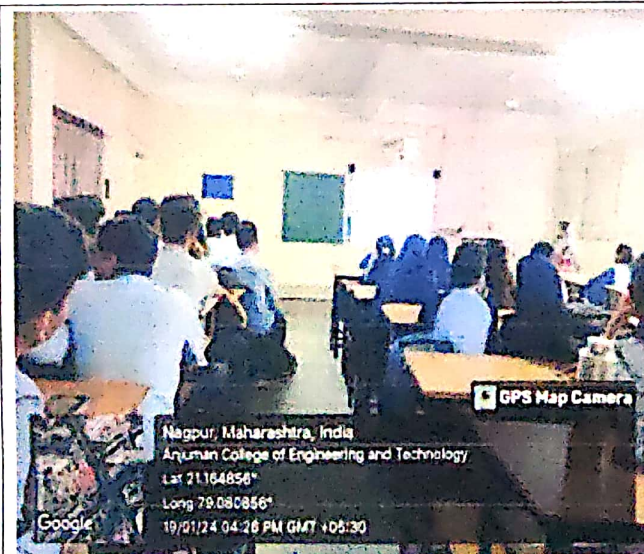 GPS Map Camera
Nagpur, Maharashtra, India
Anjuman College of Engineering and Technology
Lat 21.164856°
Long 79.080856°
19/01/24 04:26 PM GMT +05:30
Google